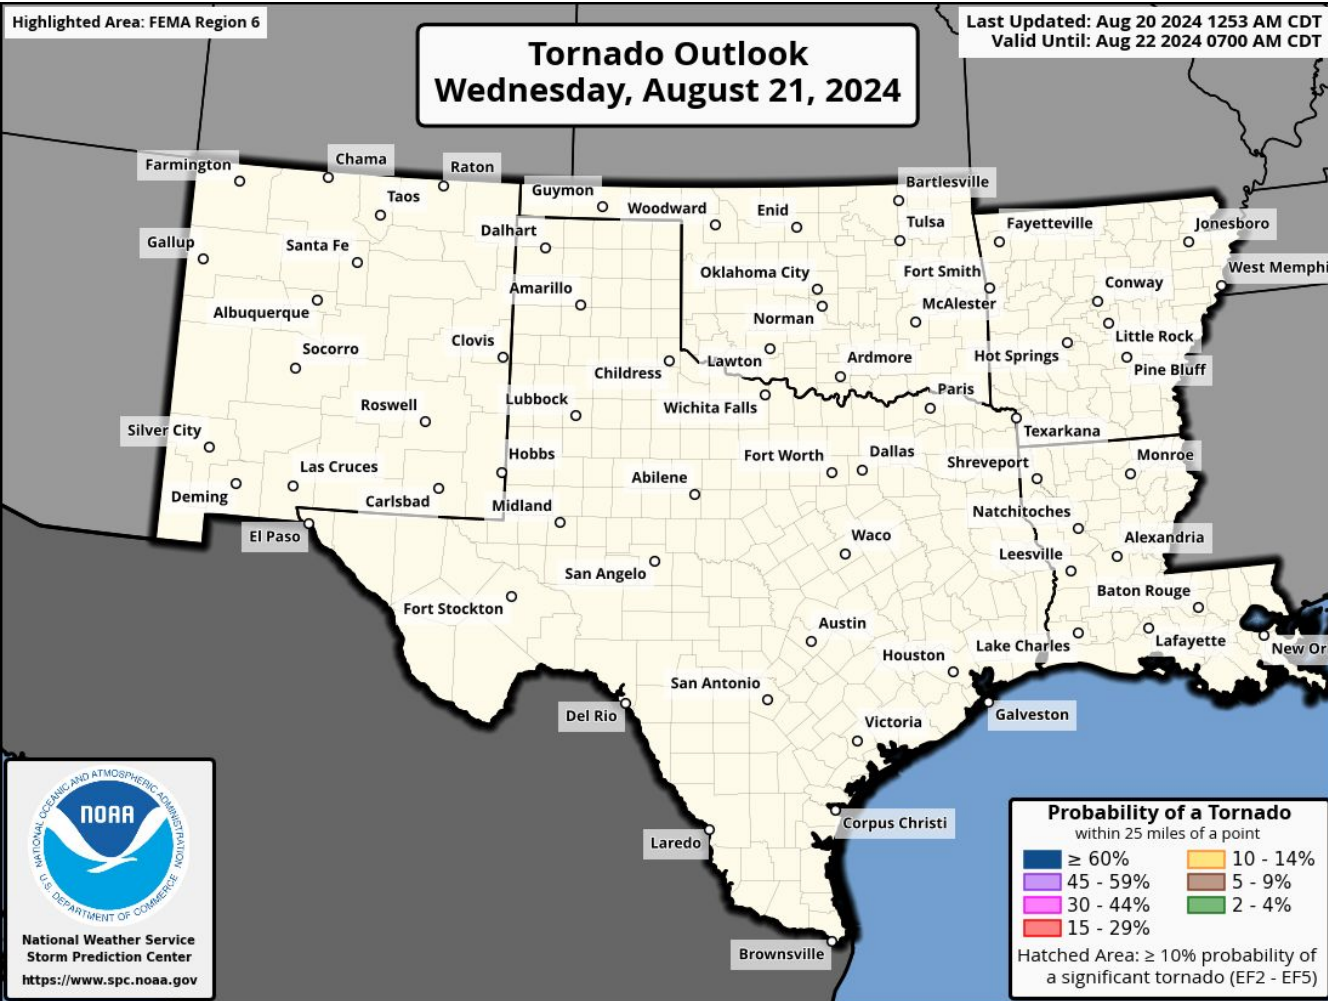 Highlighted Area: FEMA Region 6
Tornado Outlook
Wednesday, August 21, 2024
Last Updated: Aug 20 2024 1253 AM CDT
Valid Until: Aug 22 2024 0700 AM CDT
Farmington
Chama
Raton
Taos
Guymon
Woodward
Enid
Bartlesville
Tulsa
Fayetteville
Jonesboro
Gallup
Santa Fe
Dalhart
Oklahoma City
Fort Smith
West Memphi
Albuquerque
Amarillo
Norman
McAlester
Conway
Socorro
Clovis
Childress
Lawton
Ardmore
Hot Springs
Little Rock
Pine Bluff
Roswell
Lubbock
Wichita Falls
Paris
Texarkana
Silver City
Las Cruces
Hobbs
Abilene
Fort Worth
Dallas
Shreveport
Monroe
Deming
Carlsbad
Midland
Natchitoches
El Paso
San Angelo
Waco
Leesville
Alexandria
Fort Stockton
Baton Rouge
Austin
Houston
Lake Charles
Lafayette
New Or
San Antonio
Del Rio
Victoria
Galveston
Laredo
Corpus Christi
Brownsville
NATIONAL OCEANIC AND ATMOSPHERIC ADMINISTRATION
NOAA
U.S. DEPARTMENT OF COMMERCE
National Weather Service
Storm Prediction Center
https://www.spc.noaa.gov
Probability of a Tornado
within 25 miles of a point
≥ 60%
45 - 59%
30 - 44%
15 - 29%
10 - 14%
5 - 9%
2 - 4%
Hatched Area: ≥ 10% probability of
a significant tornado (EF2 - EF5)